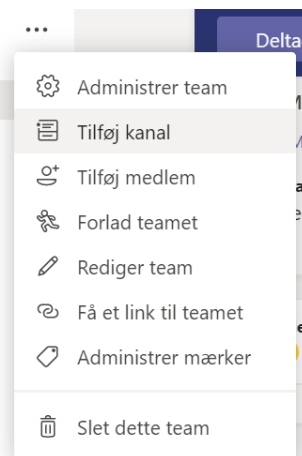 Delta
Administrer team
Tilføj kanal
Tilføj medlem
Forlad teamet
Rediger team
Få et link til teamet
Administrer mærker
Slet dette team